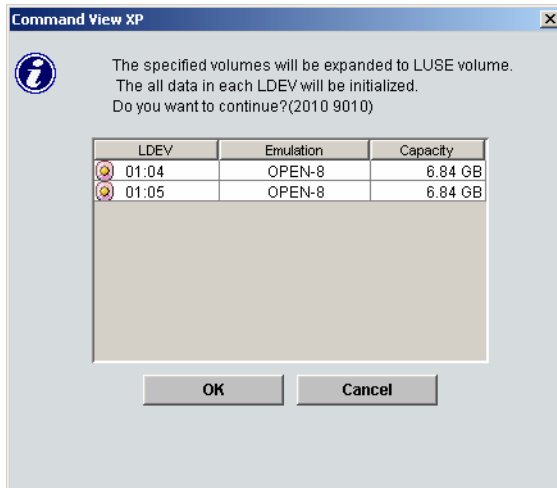 Command View XP
The specified volumes will be expanded to LUSE volume.
The all data in each LDEV will be initialized.
Do you want to continue?(2010 9010)
LDEV Emulation Capacity
01:04 OPEN-8 6.84 GB
01:05 OPEN-8 6.84 GB
OK Cancel